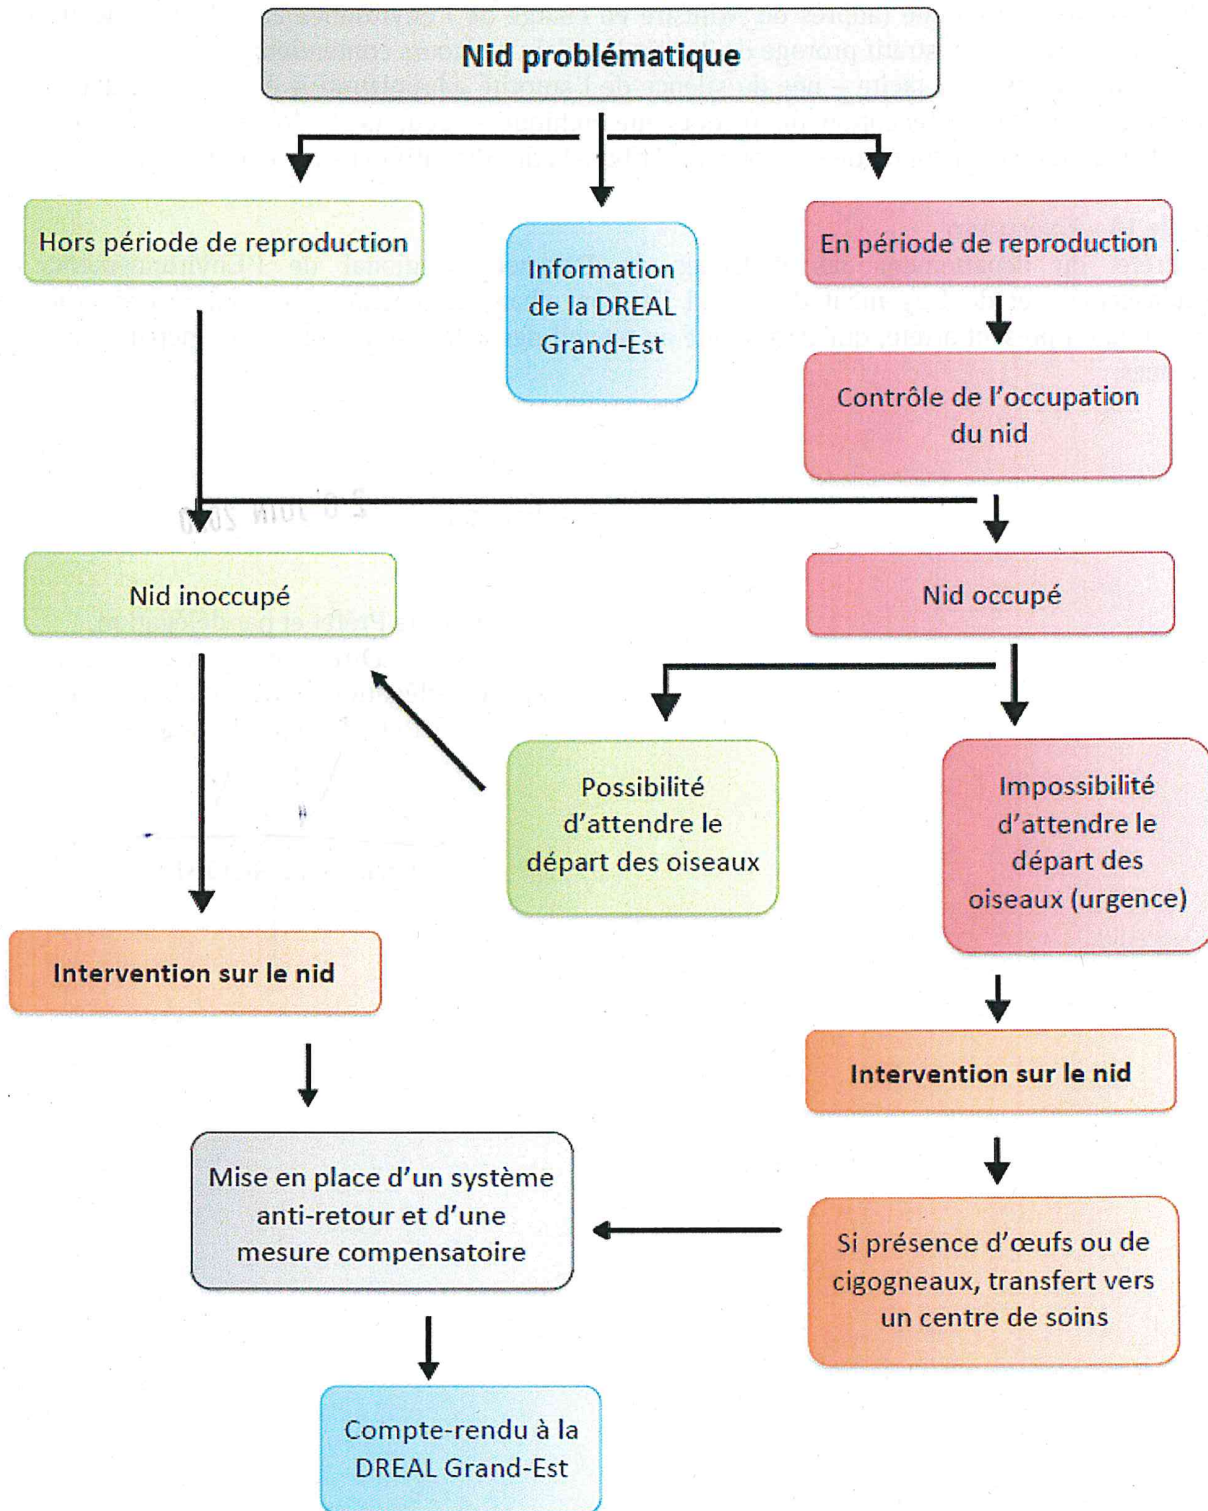 Nid problématique
Hors période de reproduction
Information
de la DREAL
Grand-Est
En période de reproduction
Contrôle de l’occupation
du nid
Nid inoccupé
Nid occupé
Possibilité
d’attendre le
départ des oiseaux
Impossibilité
d’attendre le
départ des
oiseaux (urgence)
Intervention sur le nid
Intervention sur le nid
Mise en place d’un système
anti-retour et d’une
mesure compensatoire
Si présence d’œufs ou de
cigogneaux, transfert vers
un centre de soins
Compte-rendu à la
DREAL Grand-Est